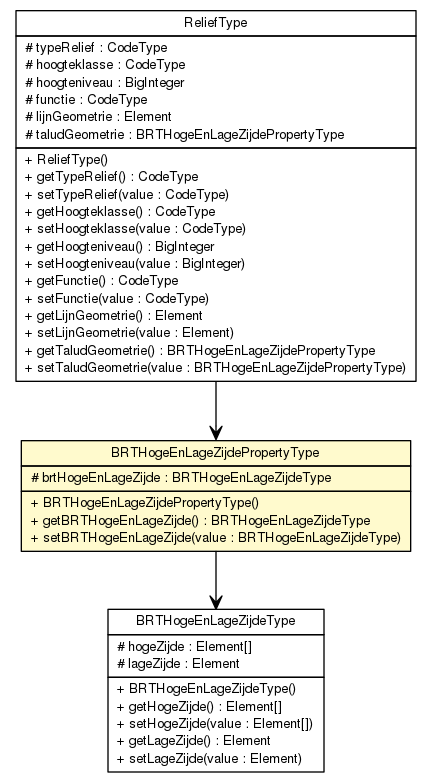 ReliefType
# typeRelief : CodeType
# hoogteklasse : CodeType
# hoogteniveau : BigInteger
# functie : CodeType
# lijnGeometrie : Element
# taludGeometrie : BRTHogeEnLageZijdePropertyType
+ ReliefType()
+ getTypeRelief() : CodeType
+ setTypeRelief(value : CodeType)
+ getHoogteklasse() : CodeType
+ setHoogteklasse(value : CodeType)
+ getHoogteniveau() : BigInteger
+ setHoogteniveau(value : BigInteger)
+ getFunctie() : CodeType
+ setFunctie(value : CodeType)
+ getLijnGeometrie() : Element
+ setLijnGeometrie(value : Element)
+ getTaludGeometrie() : BRTHogeEnLageZijdePropertyType
+ setTaludGeometrie(value : BRTHogeEnLageZijdePropertyType)
BRTHogeEnLageZijdePropertyType
# brtHogeEnLageZijde : BRTHogeEnLageZijdeType
+ BRTHogeEnLageZijdePropertyType()
+ getBRTHogeEnLageZijde() : BRTHogeEnLageZijdeType
+ setBRTHogeEnLageZijde(value : BRTHogeEnLageZijdeType)
BRTHogeEnLageZijdeType
# hogeZijde : Element[]
# lageZijde : Element
+ BRTHogeEnLageZijdeType()
+ getHogeZijde() : Element[]
+ setHogeZijde(value : Element[])
+ getLageZijde() : Element
+ setLageZijde(value : Element)